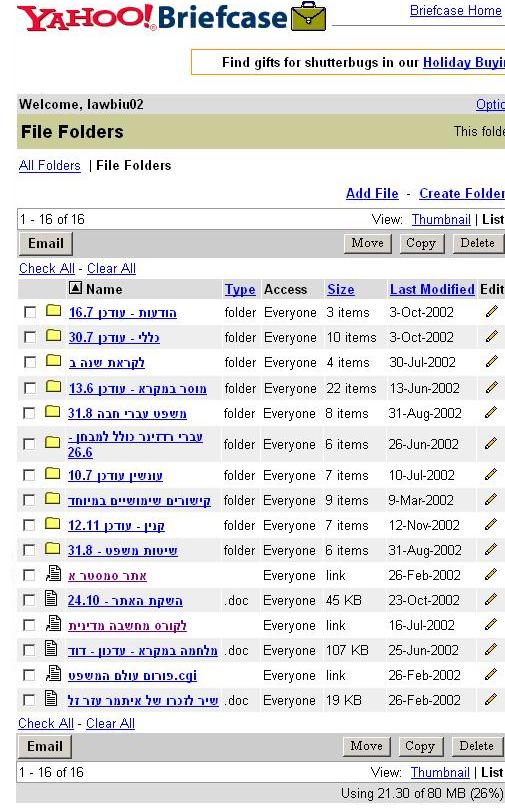 YAHOO! Briefcase
Briefcase Home
Find gifts for shutterbugs in our Holiday Buyi
Welcome, lawbiu02 Optic
File Folders This folde
All Folders | File Folders
Add File - Create Folder
1 - 16 of 16 View: Thumbnail | List
Email Move Copy Delete
Check All - Clear All
Name Type Access Size Last Modified Edit
הודעות - עודכן 16.7 folder Everyone 3 items 3-Oct-2002
כללי - עודכן 30.7 folder Everyone 10 items 3-Oct-2002
לקראת שנה ב folder Everyone 4 items 30-Jul-2002
מוסר במקרא - עודכן 13.6 folder Everyone 22 items 13-Jun-2002
משפט עברי חבה 31.8 folder Everyone 8 items 31-Aug-2002
עברי רדזינר כולל למבחן -
26.6 folder Everyone 6 items 26-Jun-2002
עונשין עודכן 10.7 folder Everyone 7 items 10-Jul-2002
קישורים שימושיים במיוחד folder Everyone 9 items 9-Mar-2002
קנין - עודכן 12.11 folder Everyone 7 items 12-Nov-2002
שיטות משפט - 31.8 folder Everyone 6 items 31-Aug-2002
אתר סמסטר א Everyone link 26-Feb-2002
השקת האתר - 24.10 .doc Everyone 45 KB 23-Oct-2002
לקורס מחשבה מדינית Everyone link 16-Jul-2002
מלחמה במקרא - עדכון - דוד .doc Everyone 107 KB 25-Jun-2002
פורום עולם המשפט.cgi Everyone link 26-Feb-2002
שיר לזכרו של איתמר עזר זל .doc Everyone 19 KB 26-Feb-2002
Check All - Clear All
Email Move Copy Delete
1 - 16 of 16 View: Thumbnail | List
Using 21.30 of 80 MB (26%)